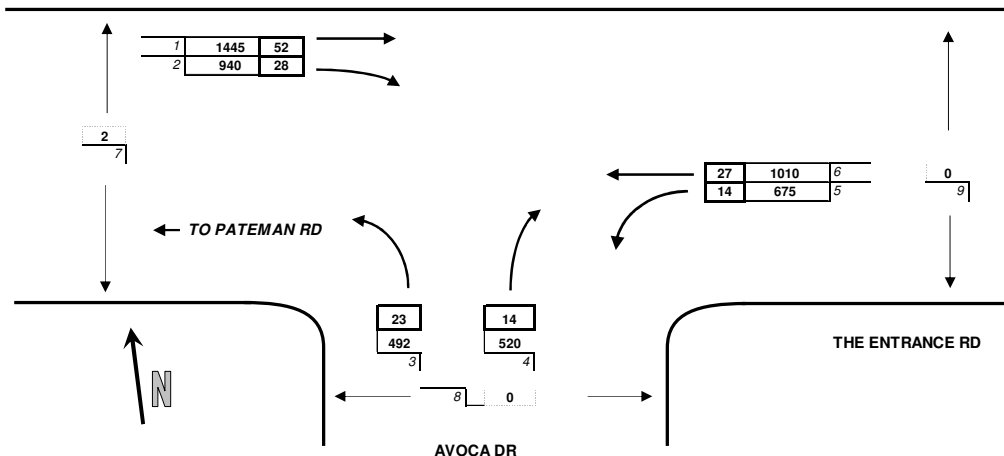 1 1445 52
2 940 28
2
7
27 1010 6
14 675 5
0
9
← TO PATEMAN RD
23
492
3
14
520
4
THE ENTRANCE RD
N
8 0
AVOCA DR